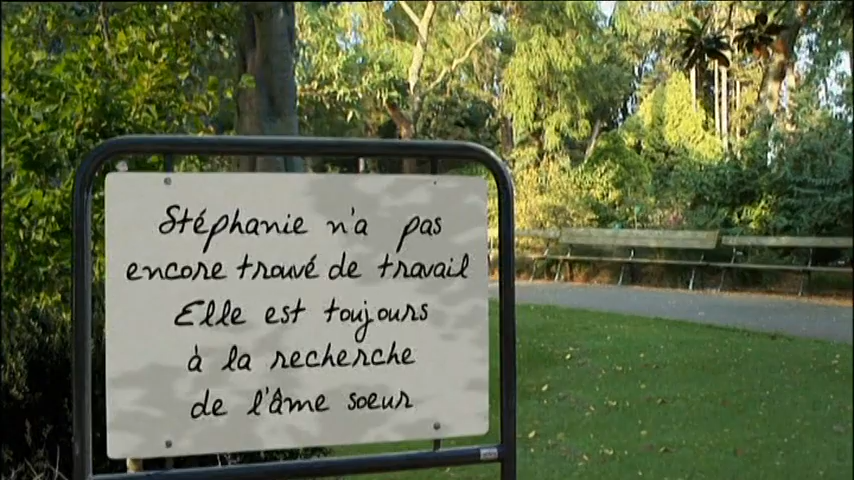 Stéphanie n'a pas
encore trouvé de travail
Elle est toujours
à la recherche
de l'âme soeur